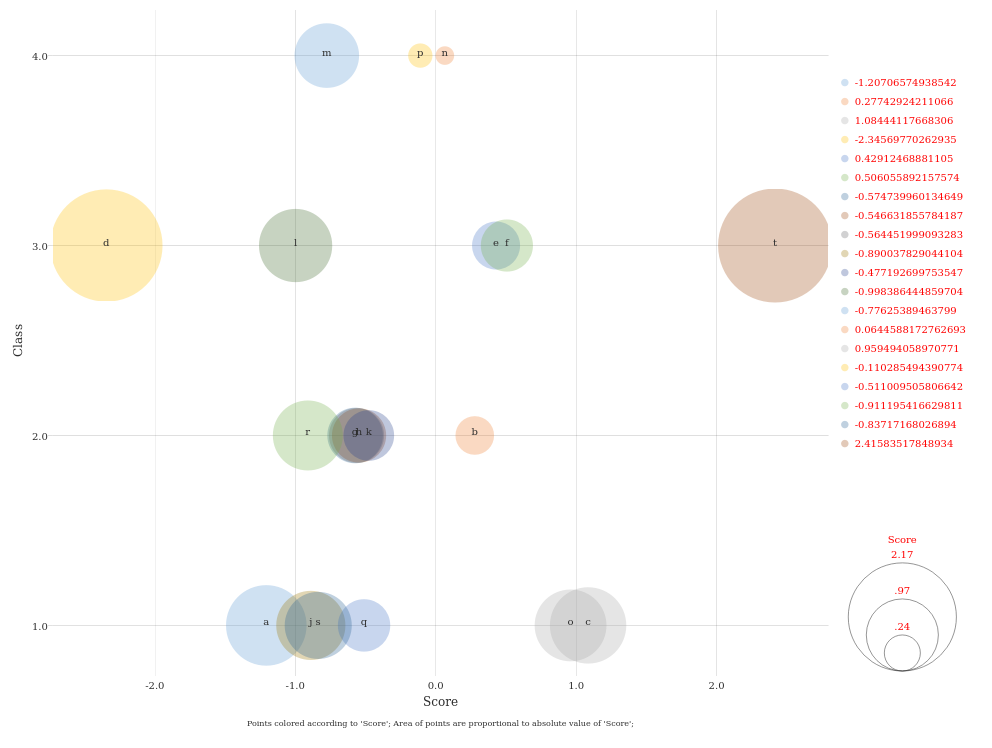 4.0
3.0
2.0
1.0
Class
m
p
n
d
l
e
f
t
r
g
h
k
b
a
j
s
q
o
c
-2.0
-1.0
0.0
1.0
2.0
Score
Points colored according to 'Score'; Area of points are proportional to absolute value of 'Score';
-1.20706574938542
0.27742924211066
1.08444117668306
-2.34569770262935
0.42912468881105
0.506055892157574
-0.574739960134649
-0.546631855784187
-0.564451999093283
-0.890037829044104
-0.477192699753547
-0.998386444859704
-0.77625389463799
0.0644588172762693
0.959494058970771
-0.110285494390774
-0.511009505806642
-0.911195416629811
-0.83717168026894
2.41583517848934
Score
2.17
.97
.24